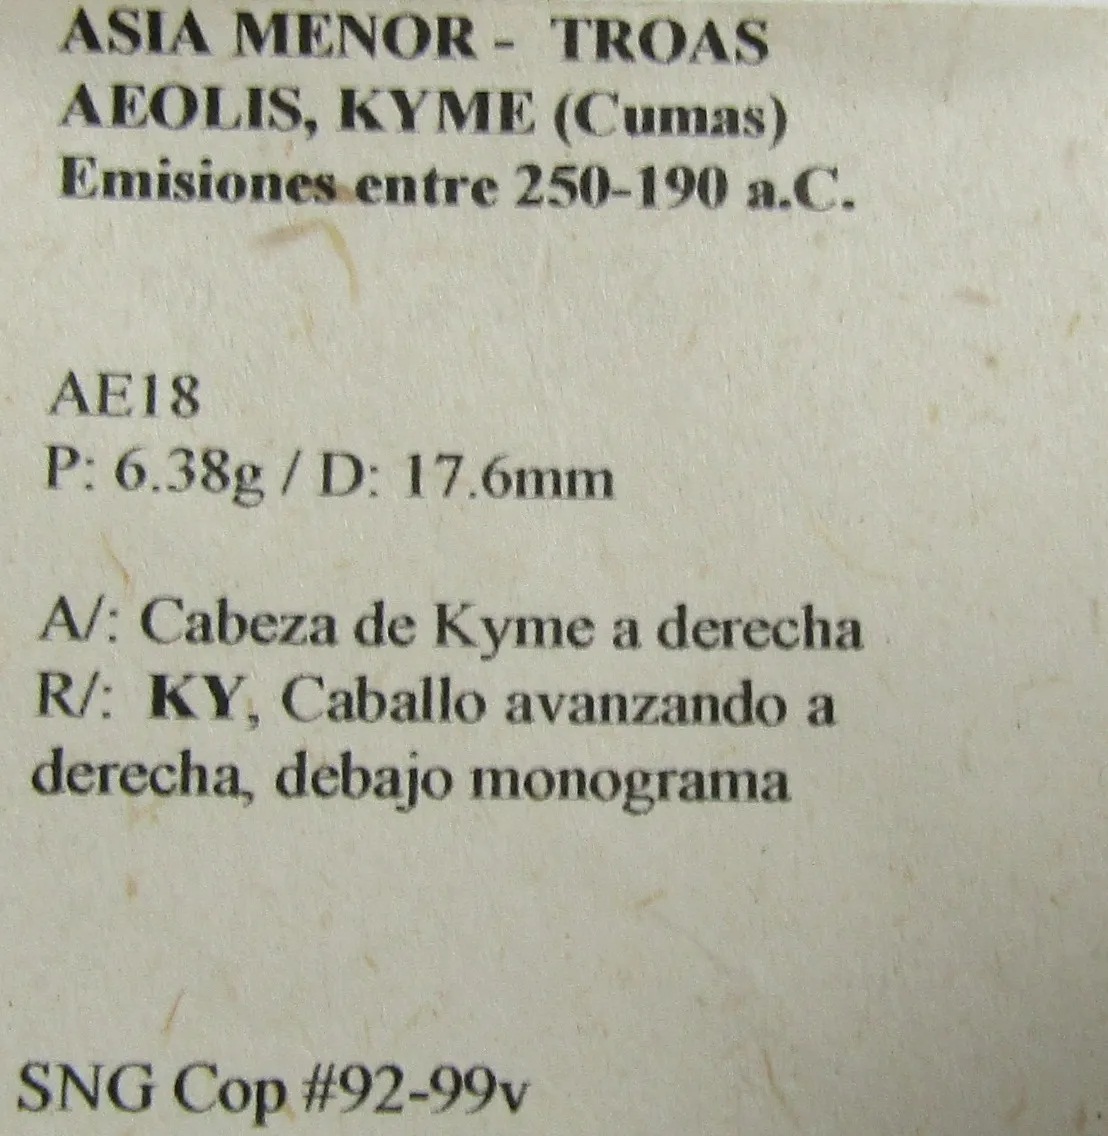 ASIA MENOR - TROAS
AEOLIS, KYME (Cumas)
Emisiones entre 250-190 a.C.
AE18
P: 6.38g / D: 17.6mm
A/: Cabeza de Kyme a derecha
R/: KY, Caballo avanzando a
derecha, debajo monograma
SNG Cop #92-99v